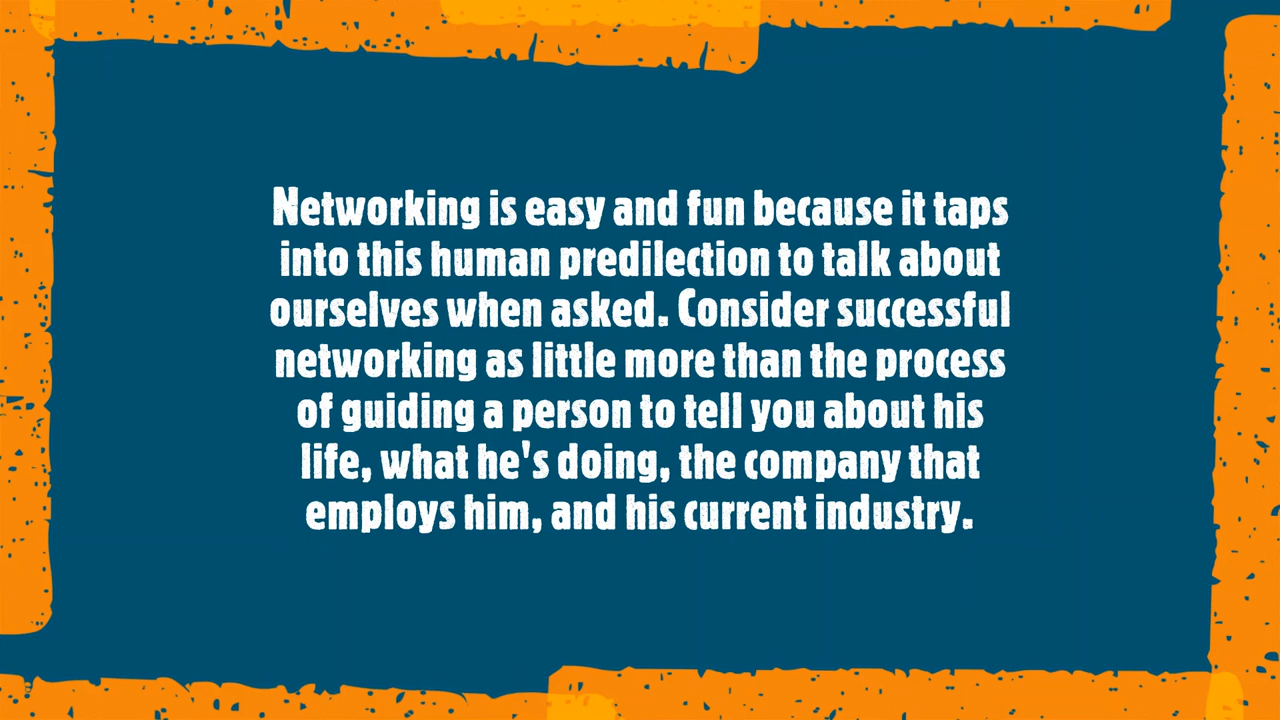 Networking is easy and fun because it taps
into this human predilection to talk about
ourselves when asked. Consider successful
networking as little more than the process
of guiding a person to tell you about his
life, what he's doing, the company that
employs him, and his current industry.